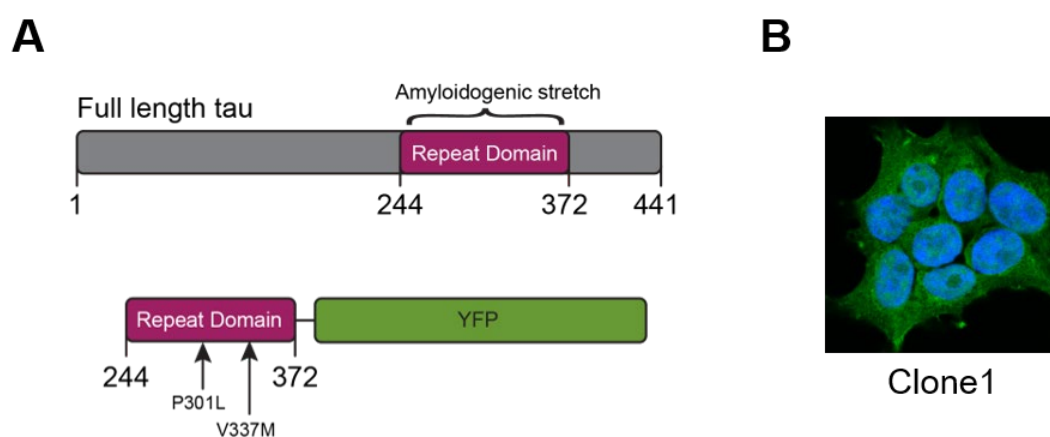 A
B
Full length tau
Amyloidogenic stretch
Repeat Domain
1
244
372
441
Repeat Domain
YFP
244
372
P301L
V337M
Clone1